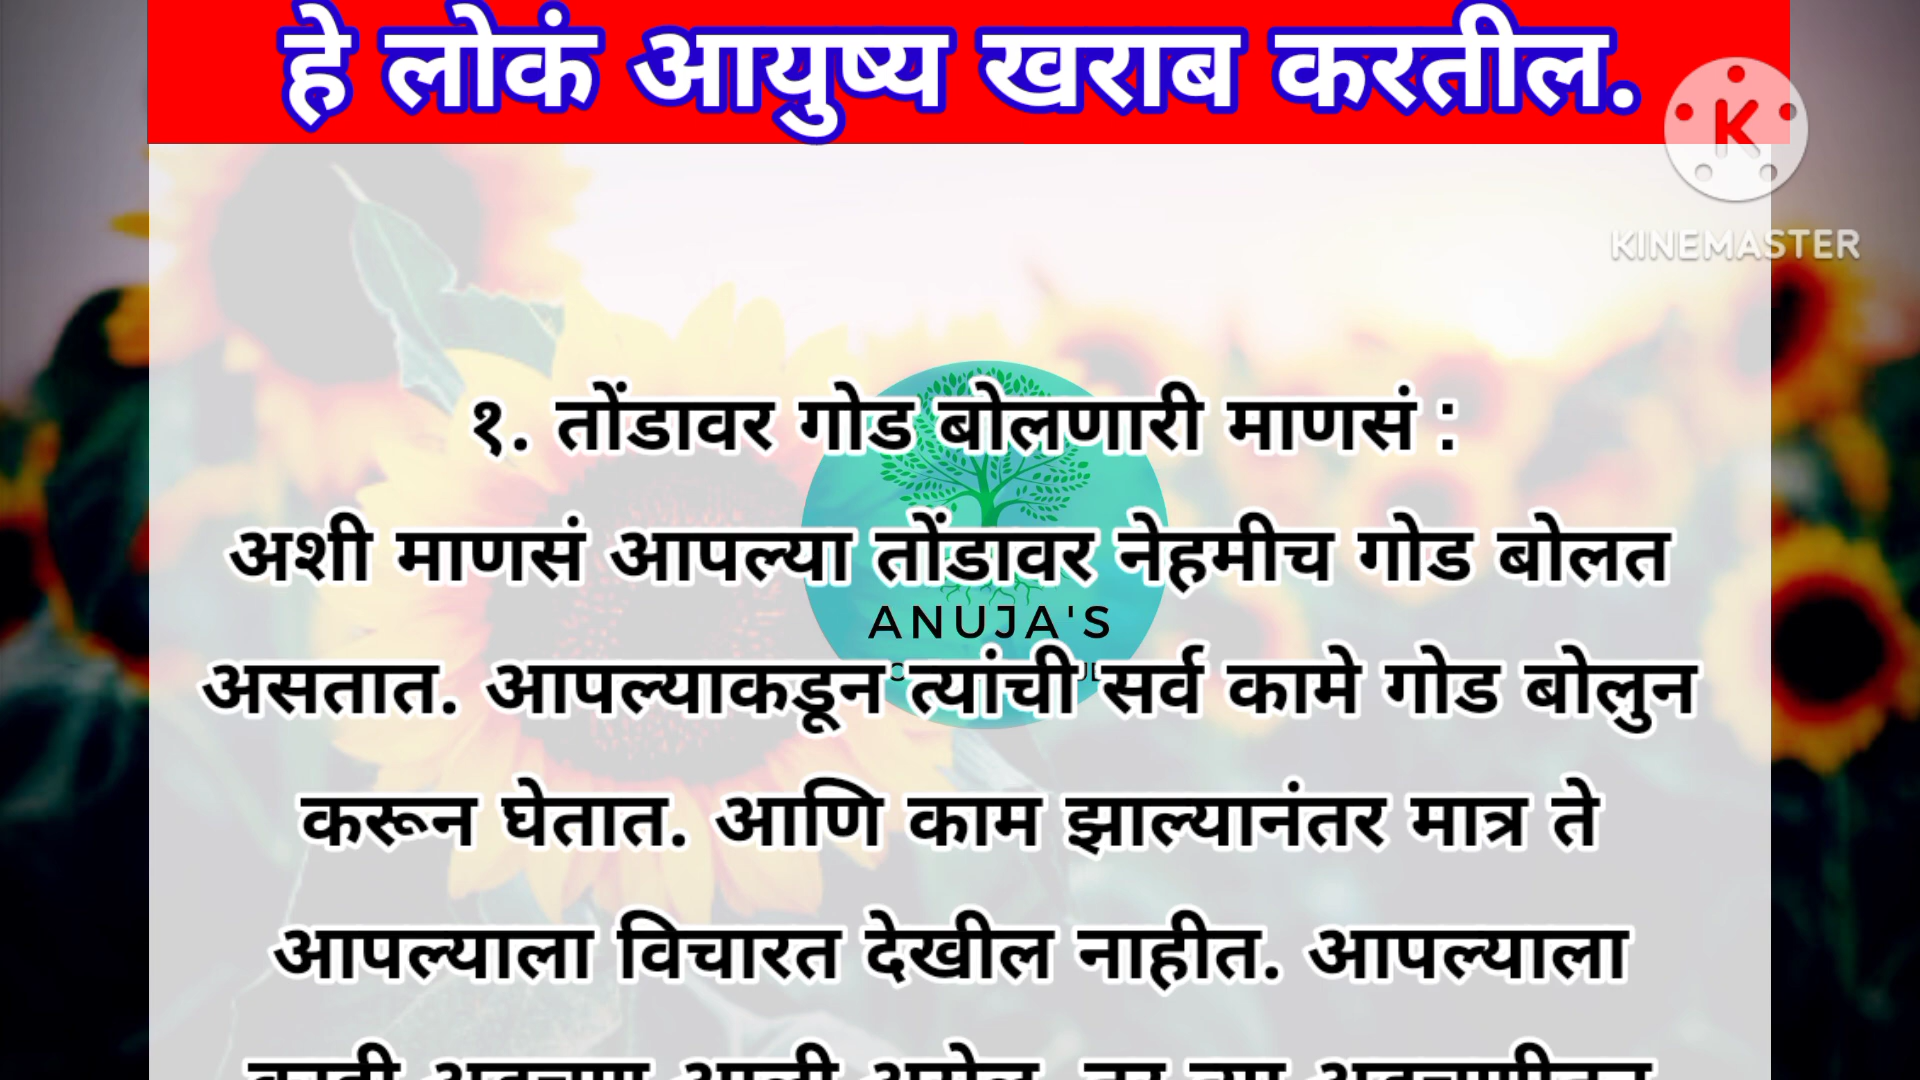 हे लोकं आयुष्य खराब करतील.
KINEMASTER
१. तोंडावर गोड बोलणारी माणसं :
अशी माणसं आपल्या तोंडावर नेहमीच गोड बोलत
ANUJA'S
असतात. आपल्याकडून त्यांची सर्व कामे गोड बोलुन
करून घेतात. आणि काम झाल्यानंतर मात्र ते
आपल्याला विचारत देखील नाहीत. आपल्याला